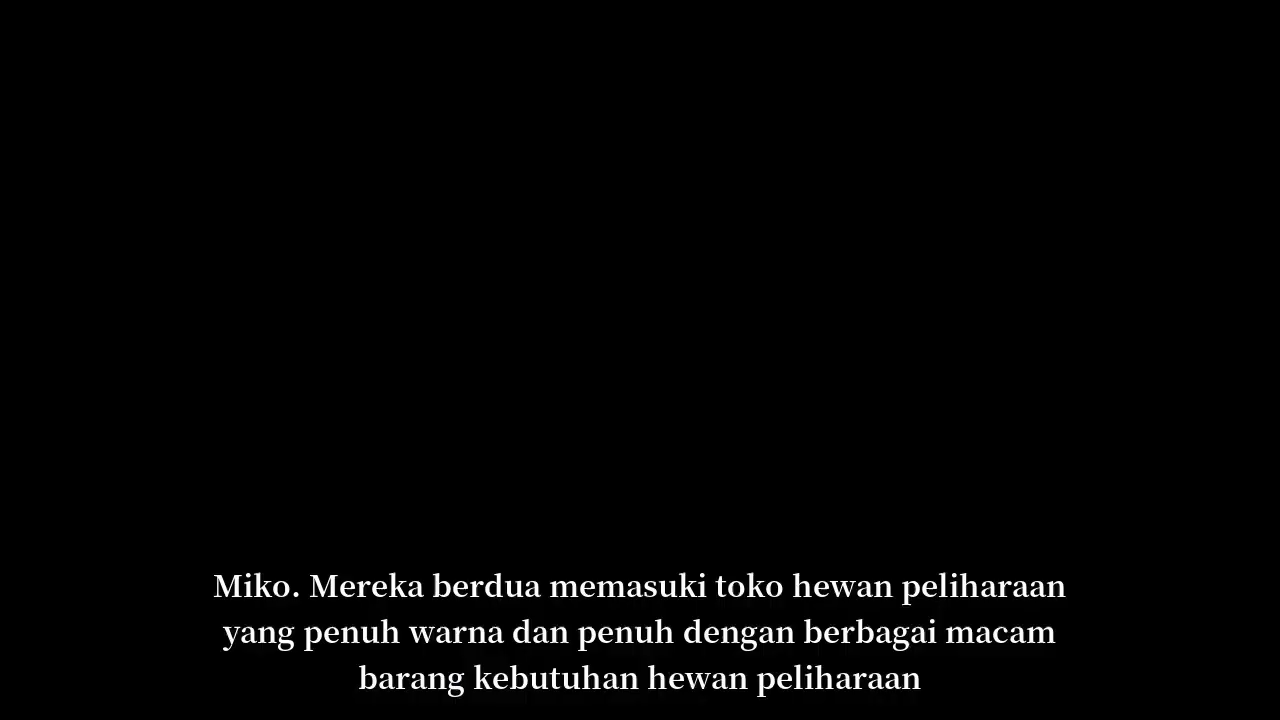 Miko. Mereka berdua memasuki toko hewan peliharaan
yang penuh warna dan penuh dengan berbagai macam
barang kebutuhan hewan peliharaan